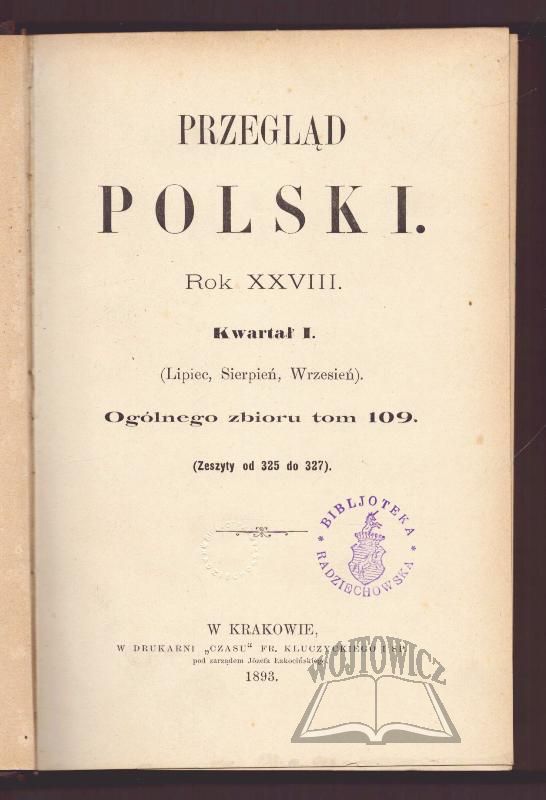 PRZEGLĄD
POLSKI.
Rok XXVIII.
Kwartał I.
(Lipiec, Sierpień, Wrzesień).
Ogólnego zbioru tom 109.
(Zeszyty od 325 do 327).
* BIBLJOTEKA *
RADZIECHOWSKA
W KRAKOWIE,
W DRUKARNI „CZASU“ FR. KLUCZYCKIEGO I SP.
pod zarządem Józefa Łakocińskiego.
1893.
WÓJTOWICZ